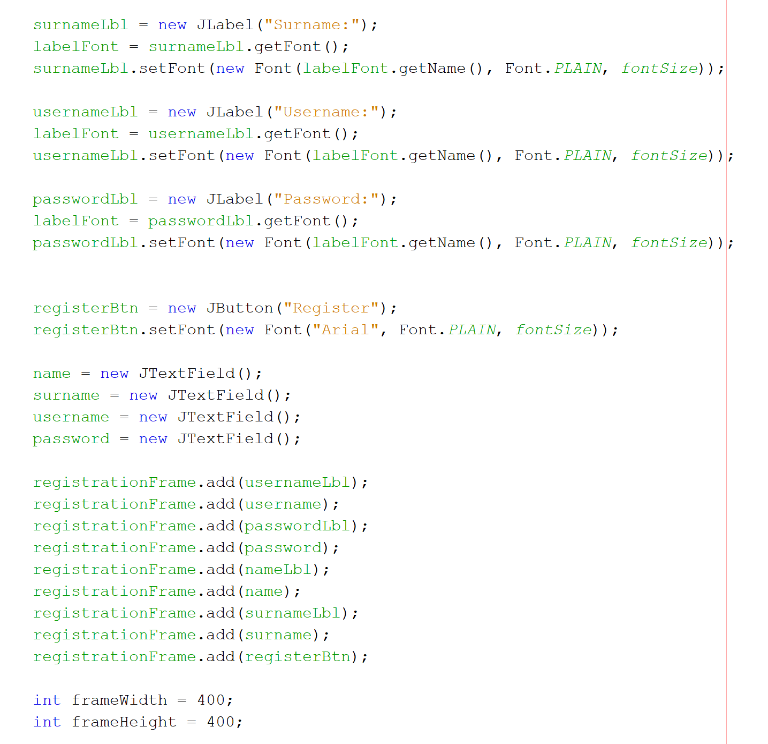 surnameLbl = new JLabel("Surname:");
labelFont = surnameLbl.getFont();
surnameLbl.setFont(new Font(labelFont.getName(), Font.PLAIN, fontSize));
usernameLbl = new JLabel("Username:");
labelFont = usernameLbl.getFont();
usernameLbl.setFont(new Font(labelFont.getName(), Font.PLAIN, fontSize));
passwordLbl = new JLabel("Password:");
labelFont = passwordLbl.getFont();
passwordLbl.setFont(new Font(labelFont.getName(), Font.PLAIN, fontSize));
registerBtn = new JButton("Register");
registerBtn.setFont(new Font("Arial", Font.PLAIN, fontSize));
name = new JTextField();
surname = new JTextField();
username = new JTextField();
password = new JTextField();
registrationFrame.add(usernameLbl);
registrationFrame.add(username);
registrationFrame.add(passwordLbl);
registrationFrame.add(password);
registrationFrame.add(nameLbl);
registrationFrame.add(name);
registrationFrame.add(surnameLbl);
registrationFrame.add(surname);
registrationFrame.add(registerBtn);
int frameWidth = 400;
int frameHeight = 400;